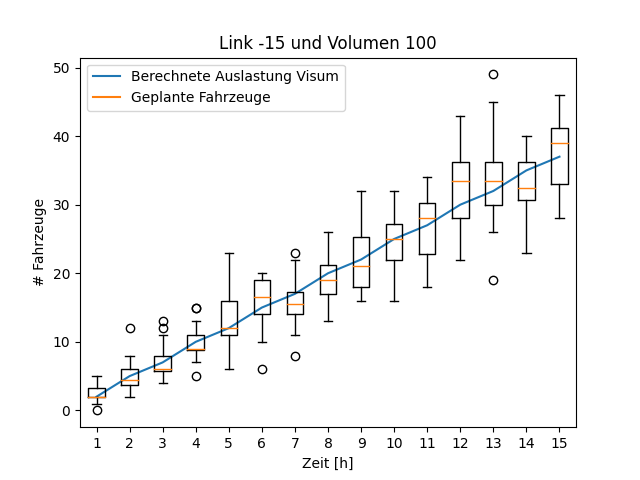 Link -15 und Volumen 100
Berechnete Auslastung Visum
Geplante Fahrzeuge
# Fahrzeuge
50
40
30
20
10
0
1 2 3 4 5 6 7 8 9 10 11 12 13 14 15
Zeit [h]